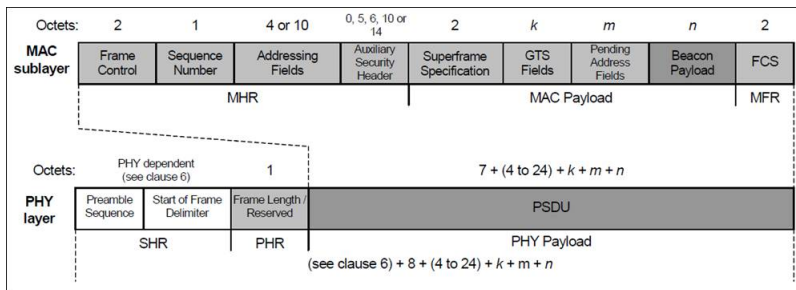 Octets: 2 1 4 or 10 0, 5, 6, 10 or 14 2 k m n 2
MAC sublayer
Frame Control
Sequence Number
Addressing Fields
Auxiliary Security Header
Superframe Specification
GTS Fields
Pending Address Fields
Beacon Payload
FCS
MHR MAC Payload MFR
Octets: PHY dependent (see clause 6) 1 7 + (4 to 24) + k + m + n
PHY layer
Preamble Sequence
Start of Frame Delimiter
Frame Length / Reserved
PSDU
SHR PHR PHY Payload
(see clause 6) + 8 + (4 to 24) + k + m + n